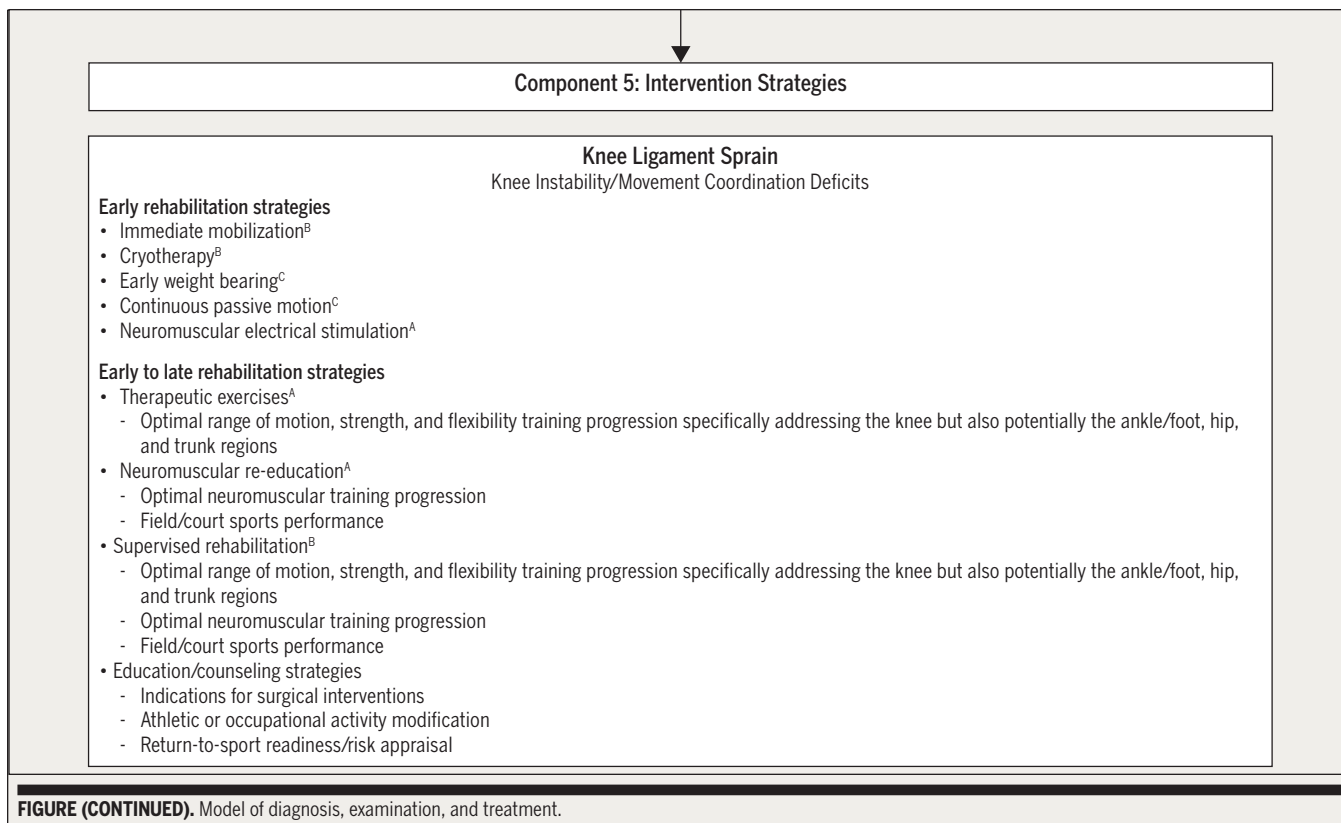 Component 5: Intervention Strategies
Knee Ligament Sprain
Knee Instability/Movement Coordination Deficits
Early rehabilitation strategies
• Immediate mobilizationᴮ
• Cryotherapyᴮ
• Early weight bearingᶜ
• Continuous passive motionᶜ
• Neuromuscular electrical stimulationᴬ
Early to late rehabilitation strategies
• Therapeutic exercisesᴬ
- Optimal range of motion, strength, and flexibility training progression specifically addressing the knee but also potentially the ankle/foot, hip,
and trunk regions
• Neuromuscular re-educationᴬ
- Optimal neuromuscular training progression
- Field/court sports performance
• Supervised rehabilitationᴮ
- Optimal range of motion, strength, and flexibility training progression specifically addressing the knee but also potentially the ankle/foot, hip,
and trunk regions
- Optimal neuromuscular training progression
- Field/court sports performance
• Education/counseling strategies
- Indications for surgical interventions
- Athletic or occupational activity modification
- Return-to-sport readiness/risk appraisal
FIGURE (CONTINUED). Model of diagnosis, examination, and treatment.